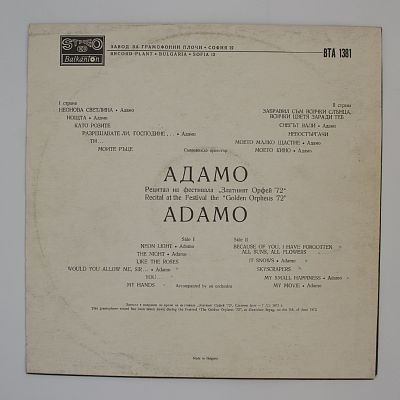 STEREO
Balkanton
ЗАВОД ЗА ГРАМОФОННИ ПЛОЧИ • СОФИЯ
RECORD PLANT • BULGARIA • SOFIA
ВТА 1381
I страна
НЕОНОВА СВЕТЛИНА • Адамо
НОЩТА • Адамо
КАТО РОЗИТЕ
РАЗРЕШАВАТЕ ЛИ, ГОСПОДИНЕ . . . • Адамо
ТИ...
МОИТЕ РЪЦЕ
II страна
ЗАБРАВИЛ СЪМ ВСИЧКИ СЛЪНЦА,
ВСИЧКИ ЦВЕТЯ ЗАРАДИ ТЕБ
СНЕГЪТ ВАЛИ • Адамо
НЕБОСТЪРГАЧИ
МОЕТО МАЛКО ЩАСТИЕ • Адамо
МОЕТО КИНО • Адамо
АДАМО
Рецитал на фестивала „Златният Орфей '72“
Recital at the Festival the "Golden Orpheus '72"
ADAMO
Side I
NEON LIGHT • Adamo
THE NIGHT • Adamo
LIKE THE ROSES
WOULD YOU ALLOW ME, SIR... • Adamo
YOU...
MY HANDS
Accompanied by an orchestra
Side II
BECAUSE OF YOU, I HAVE FORGOTTEN
ALL SUNS, ALL FLOWERS
IT SNOWS • Adamo
SKYSCRAPERS
MY SMALL HAPPINESS • Adamo
MY MOVIE • Adamo
Made in Bulgaria